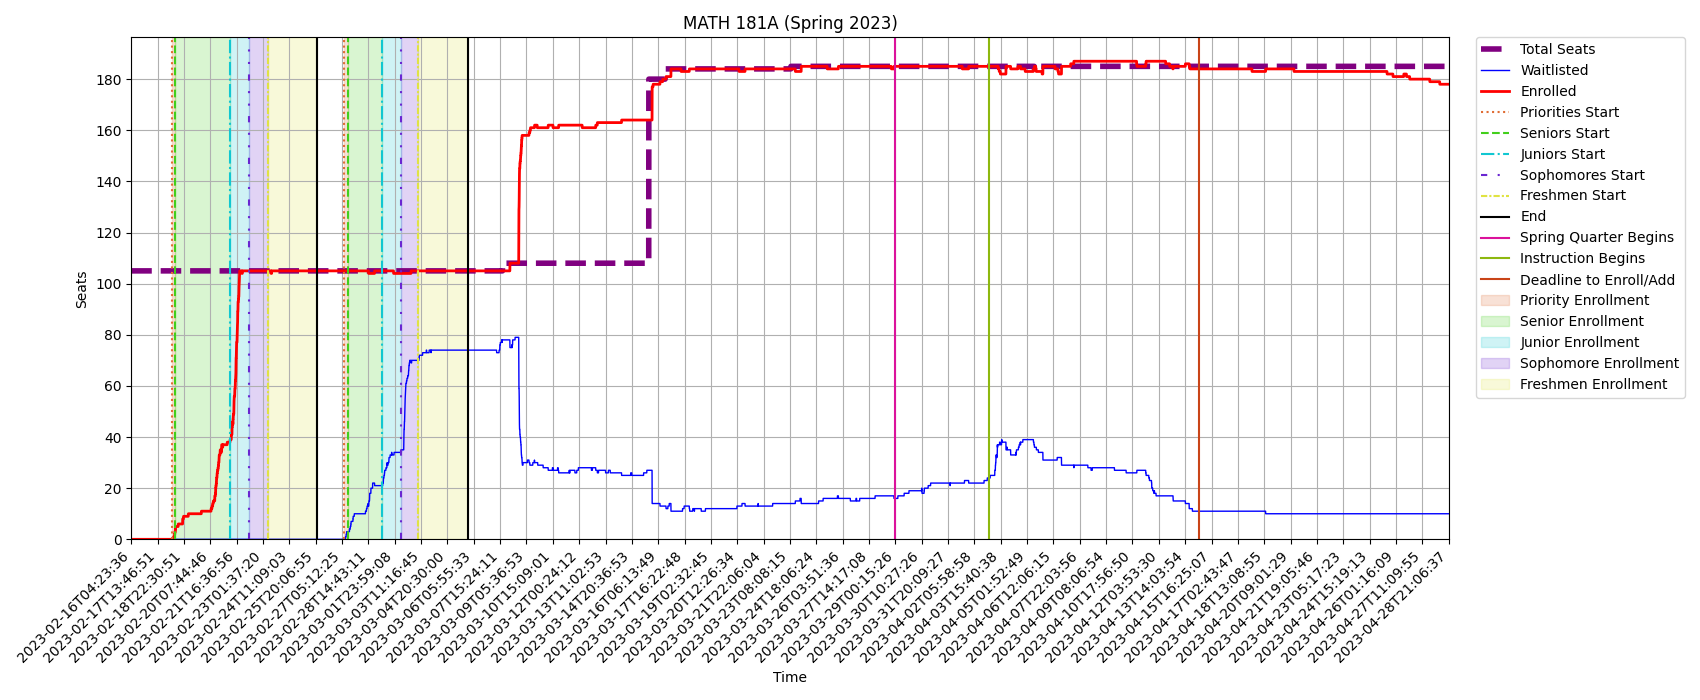 MATH 181A (Spring 2023)
Seats
180
160
140
120
100
80
60
40
20
0
2023-02-16T04:23:36
2023-02-17T13:46:51
2023-02-18T22:30:51
2023-02-20T07:44:46
2023-02-21T16:36:56
2023-02-23T01:37:20
2023-02-24T11:09:03
2023-02-25T20:06:55
2023-02-27T05:12:25
2023-02-28T14:43:11
2023-03-01T23:59:08
2023-03-03T11:16:45
2023-03-04T20:30:00
2023-03-06T05:55:33
2023-03-07T15:24:11
2023-03-09T05:36:53
2023-03-10T15:09:01
2023-03-12T00:24:12
2023-03-13T11:02:53
2023-03-14T20:36:53
2023-03-16T06:13:49
2023-03-17T16:22:48
2023-03-19T02:32:45
2023-03-20T12:26:34
2023-03-21T22:06:04
2023-03-23T08:08:15
2023-03-24T18:06:24
2023-03-26T03:51:36
2023-03-27T14:17:08
2023-03-29T00:15:26
2023-03-30T10:27:26
2023-03-31T20:09:27
2023-04-02T05:58:58
2023-04-03T15:40:38
2023-04-05T01:52:49
2023-04-06T12:06:15
2023-04-07T22:03:56
2023-04-09T08:06:54
2023-04-10T17:56:50
2023-04-12T03:53:30
2023-04-13T14:03:54
2023-04-15T16:25:07
2023-04-17T02:43:47
2023-04-18T13:08:55
2023-04-20T09:01:29
2023-04-21T19:05:46
2023-04-23T05:17:23
2023-04-24T15:19:13
2023-04-26T01:16:09
2023-04-27T11:09:55
2023-04-28T21:06:37
Time
Total Seats
Waitlisted
Enrolled
Priorities Start
Seniors Start
Juniors Start
Sophomores Start
Freshmen Start
End
Spring Quarter Begins
Instruction Begins
Deadline to Enroll/Add
Priority Enrollment
Senior Enrollment
Junior Enrollment
Sophomore Enrollment
Freshmen Enrollment